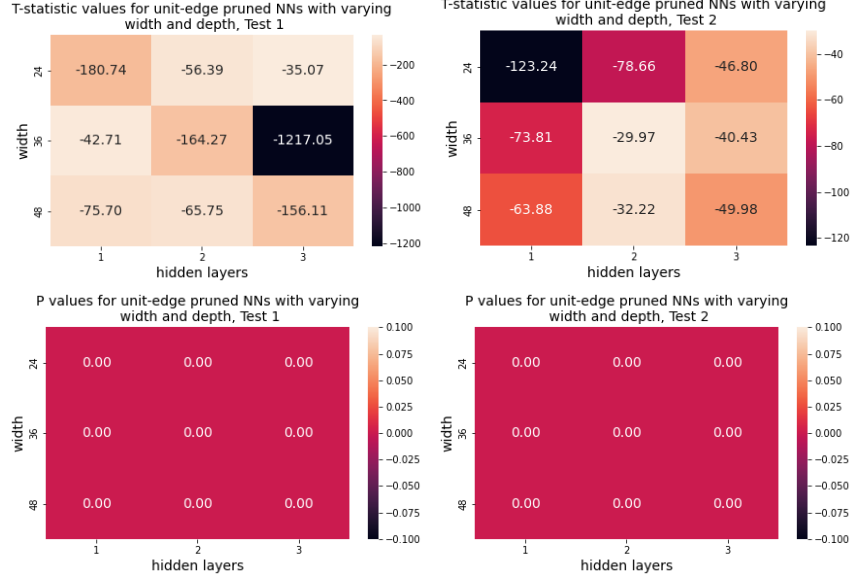 T-statistic values for unit-edge pruned NNs with varying
width and depth, Test 1
24
-180.74 -56.39 -35.07
36
-42.71 -164.27 -1217.05
48
-75.70 -65.75 -156.11
width
1 2 3
hidden layers
-200
-400
-600
-800
-1000
-1200
T-statistic values for unit-edge pruned NNs with varying
width and depth, Test 2
24
-123.24 -78.66 -46.80
36
-73.81 -29.97 -40.43
48
-63.88 -32.22 -49.98
width
1 2 3
hidden layers
−40
−60
−80
−100
−120
P values for unit-edge pruned NNs with varying
width and depth, Test 1
24
0.00 0.00 0.00
36
0.00 0.00 0.00
48
0.00 0.00 0.00
width
1 2 3
hidden layers
0.100
0.075
0.050
0.025
0.000
−0.025
−0.050
−0.075
−0.100
P values for unit-edge pruned NNs with varying
width and depth, Test 2
24
0.00 0.00 0.00
36
0.00 0.00 0.00
48
0.00 0.00 0.00
width
1 2 3
hidden layers
0.100
0.075
0.050
0.025
0.000
−0.025
−0.050
−0.075
−0.100